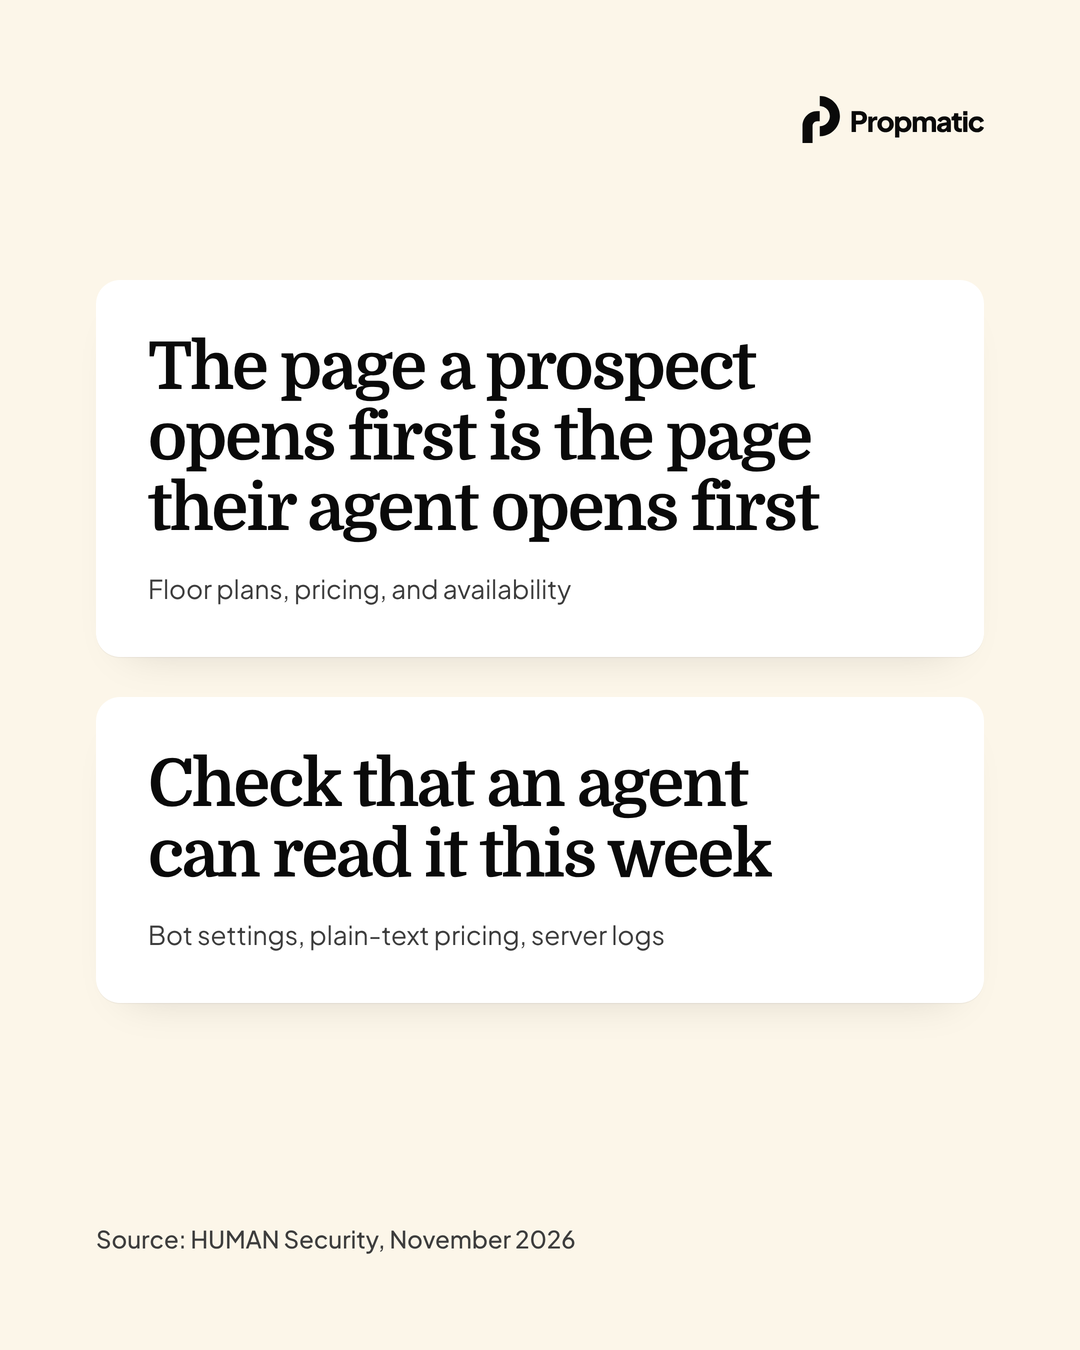 Propmatic
The page a prospect
opens first is the page
their agent opens first
Floor plans, pricing, and availability
Check that an agent
can read it this week
Bot settings, plain-text pricing, server logs
Source: HUMAN Security, November 2026